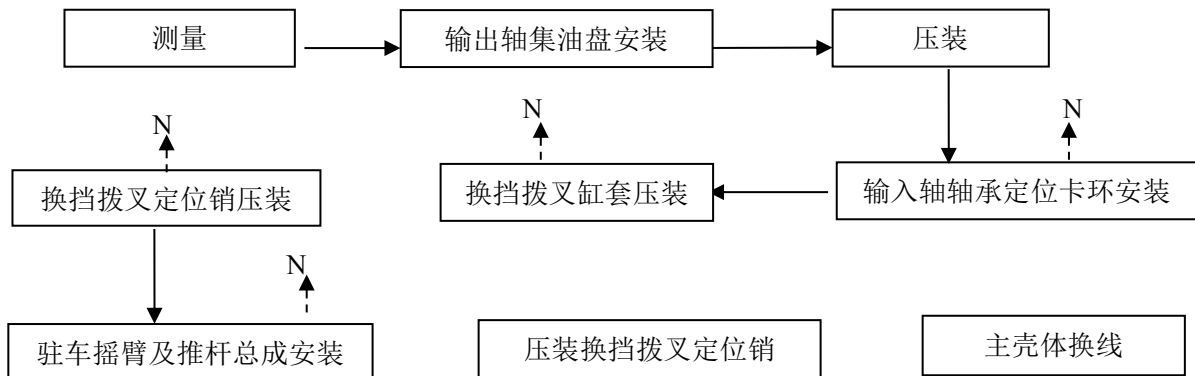 测量
输出轴集油盘安装
压装
N
N
N
换挡拨叉定位销压装
换挡拨叉缸套压装
输入轴轴承定位卡环安装
N
驻车摇臂及推杆总成安装
压装换挡拨叉定位销
主壳体换线